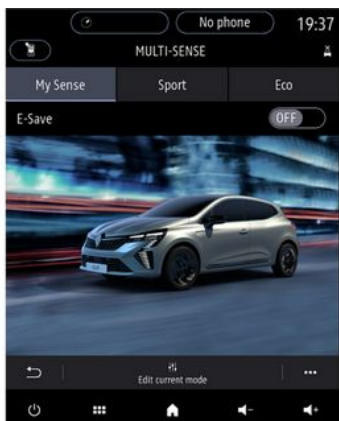 No phone 19:37
MULTI-SENSE
My Sense Sport Eco
E-Save OFF
Edit current mode